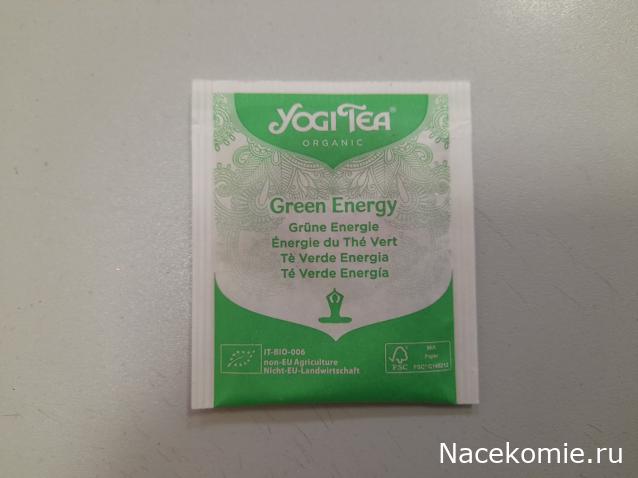 YOGI TEA®
ORGANIC
Green Energy
Grüne Energie
Énergie du Thé Vert
Tè Verde Energia
Té Verde Energía
IT-BIO-006
non-EU Agriculture
Nicht-EU-Landwirtschaft
FSC
MIX
Paper
Nacekomie.ru